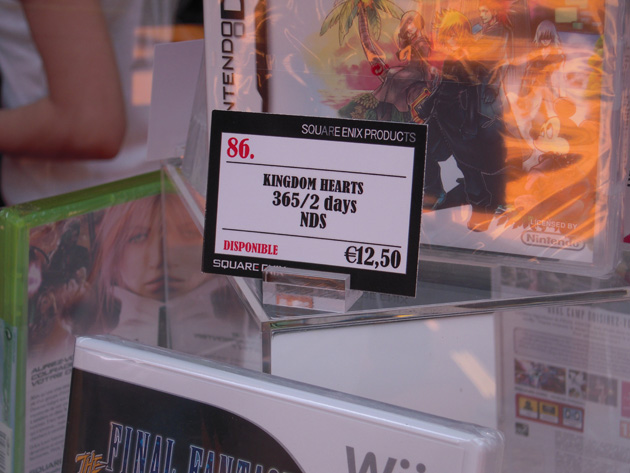 NINTENDO
SQUARE ENIX PRODUCTS
86.
KINGDOM HEARTS
365/2 days
NDS
DISPONIBLE
€12,50
SQUARE ENIX
LICENSED BY
Nintendo
THE FINAL FANTASY
Wii